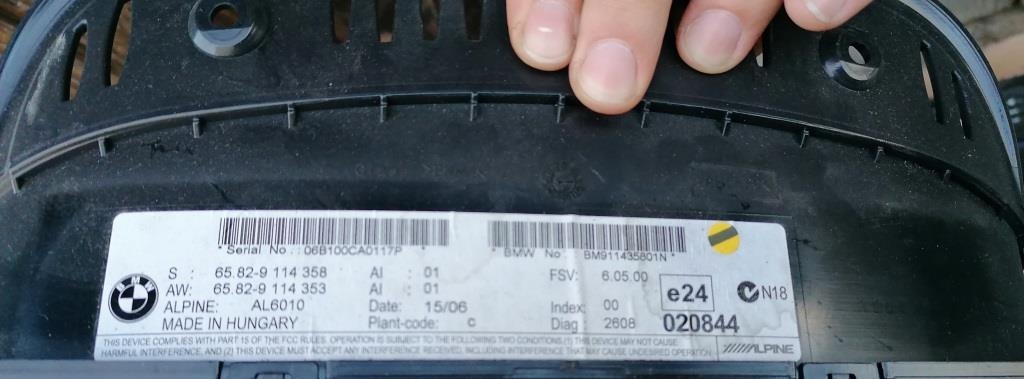 * Serial No : 06B100CA0117P *
* BMW No : BM911435801N *
S : 65.82-9 114 358 AI : 01 FSV: 6.05.00
AW: 65.82-9 114 353 AI : 01
BMW
e24
N18
ALPINE: AL6010 Date: 15/06 Index: 00
MADE IN HUNGARY Plant-code: C Diag : 2608 020844
THIS DEVICE COMPLIES WITH PART 15 OF THE FCC RULES. OPERATION IS SUBJECT TO THE FOLLOWING TWO CONDITIONS:(1) THIS DEVICE MAY NOT CAUSE
HARMFUL INTERFERENCE, AND (2) THIS DEVICE MUST ACCEPT ANY INTERFERENCE RECEIVED, INCLUDING INTERFERENCE THAT MAY CAUSE UNDESIRED OPERATION
ALPINE